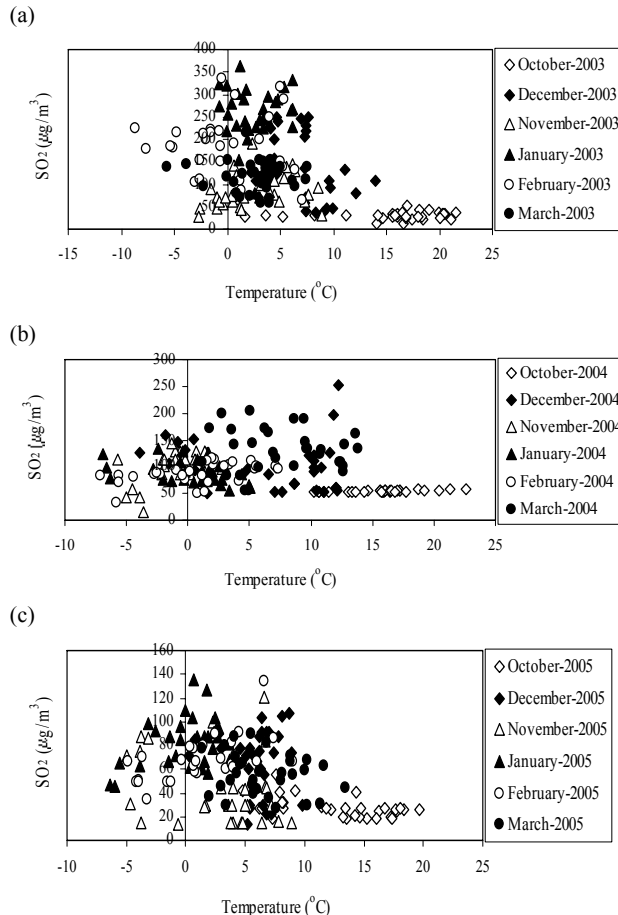 (a)
SO2 (µg/m3)
400
350
300
250
200
150
100
50
0
-15 -10 -5 0 5 10 15 20 25
Temperature (oC)
October-2003
December-2003
November-2003
January-2003
February-2003
March-2003
(b)
SO2 (µg/m3)
300
250
200
150
100
50
0
-10 -5 0 5 10 15 20 25
Temperature (oC)
October-2004
December-2004
November-2004
January-2004
February-2004
March-2004
(c)
SO2 (µg/m3)
160
140
120
100
80
60
40
20
0
-10 -5 0 5 10 15 20 25
Temperature (oC)
October-2005
December-2005
November-2005
January-2005
February-2005
March-2005